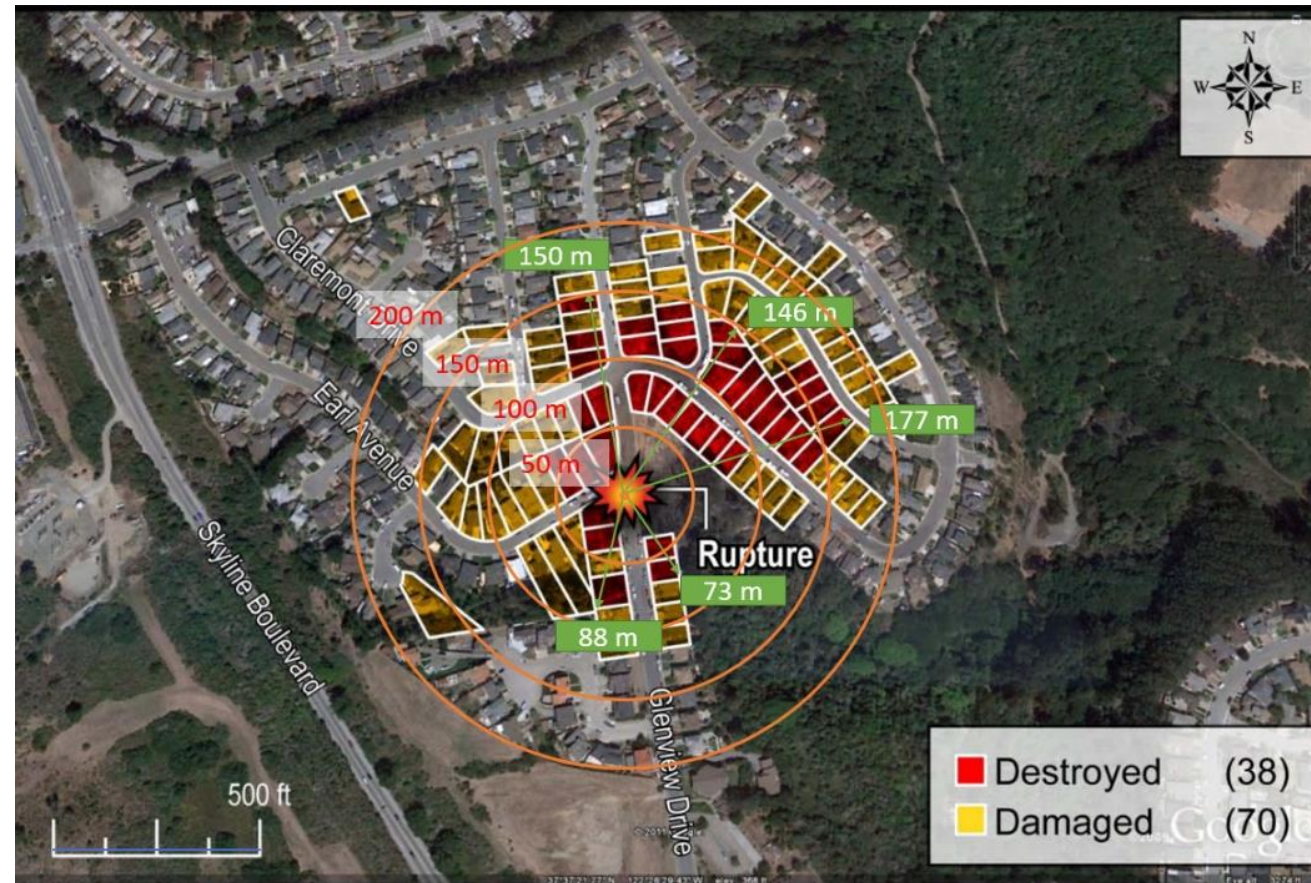 N
W E
S
150 m
200 m
146 m
Claremont Drive
150 m
100 m
177 m
Earl Avenue
50 m
Rupture
73 m
88 m
Skyline Boulevard
Glenview Drive
500 ft
Destroyed (38)
Damaged (70)
Google